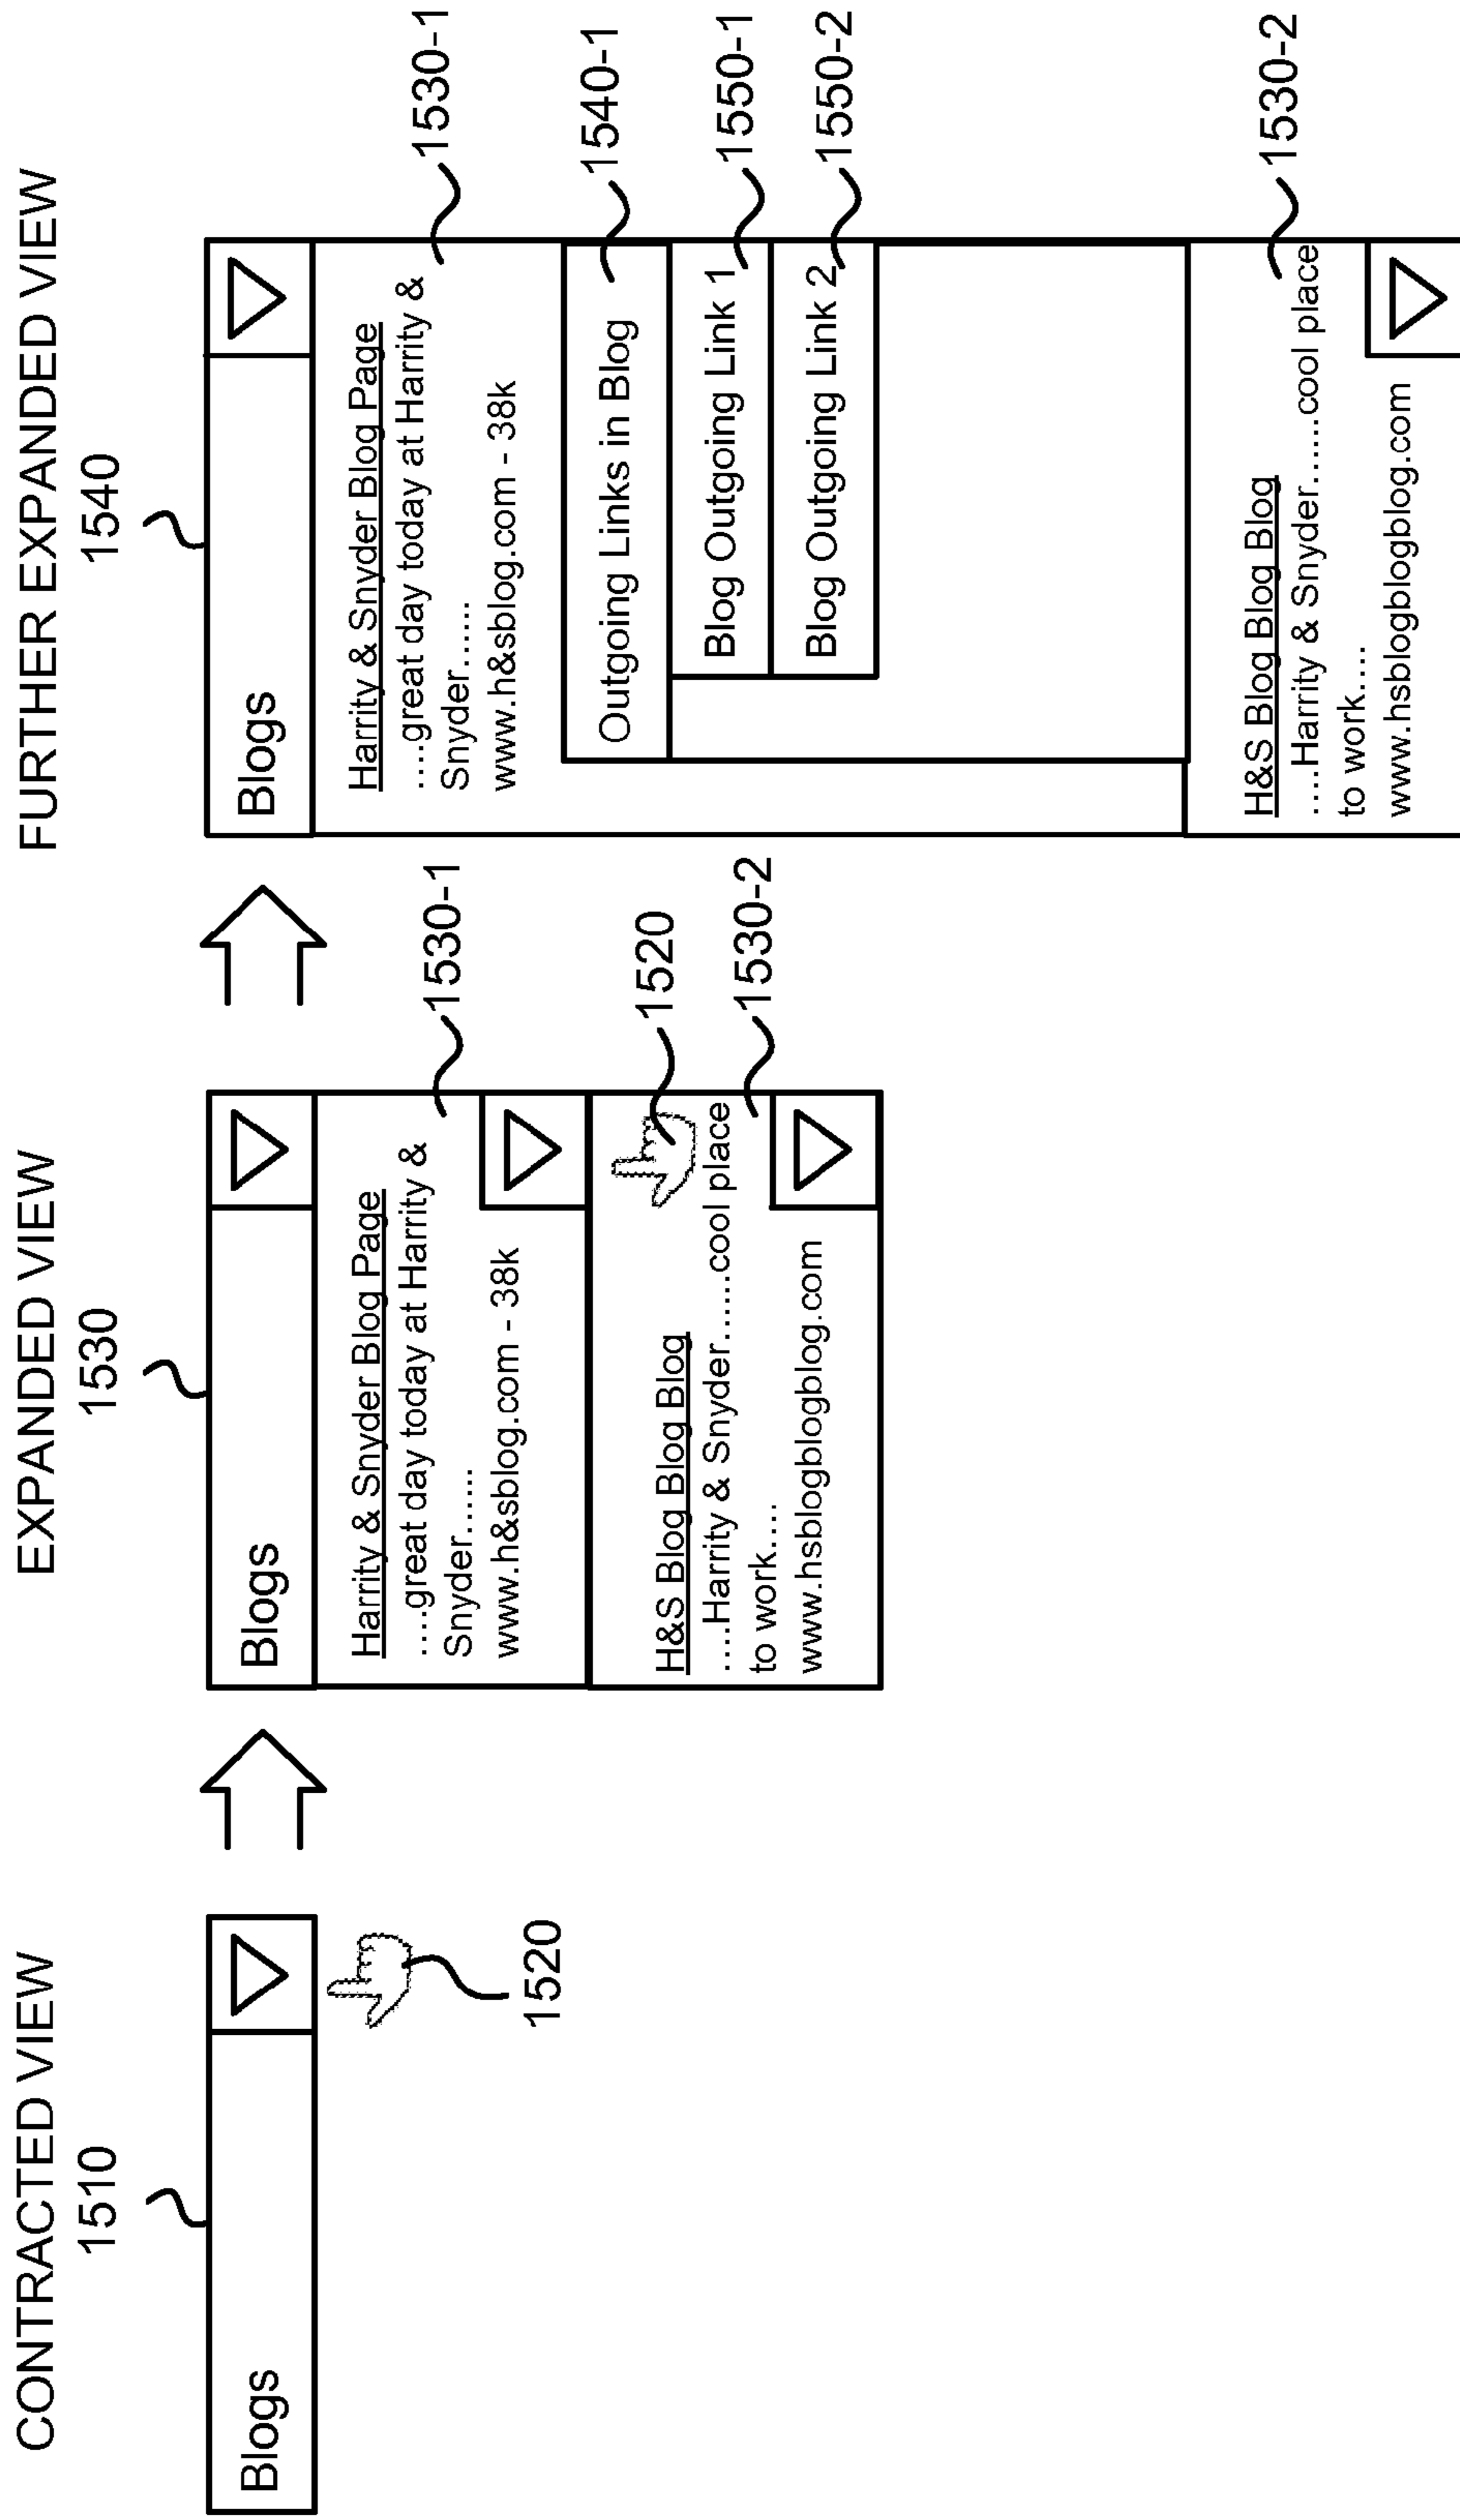 CONTRACTED VIEW
1510
Blogs
1520
EXPANDED VIEW
1530
Blogs
Harrity & Snyder Blog Page
....great day today at Harrity &
Snyder......
www.h&sblog.com - 38k
1530-1
1520
H&S Blog Blog Blog
....Harrity & Snyder.......cool place
to work....
www.hsblogblogblog.com
1530-2
FURTHER EXPANDED VIEW
1540
Blogs
Harrity & Snyder Blog Page
....great day today at Harrity &
Snyder......
www.h&sblog.com - 38k
1530-1
Outgoing Links in Blog
1540-1
Blog Outgoing Link 1
1550-1
Blog Outgoing Link 2
1550-2
H&S Blog Blog Blog
....Harrity & Snyder.......cool place
to work....
www.hsblogblogblog.com
1530-2